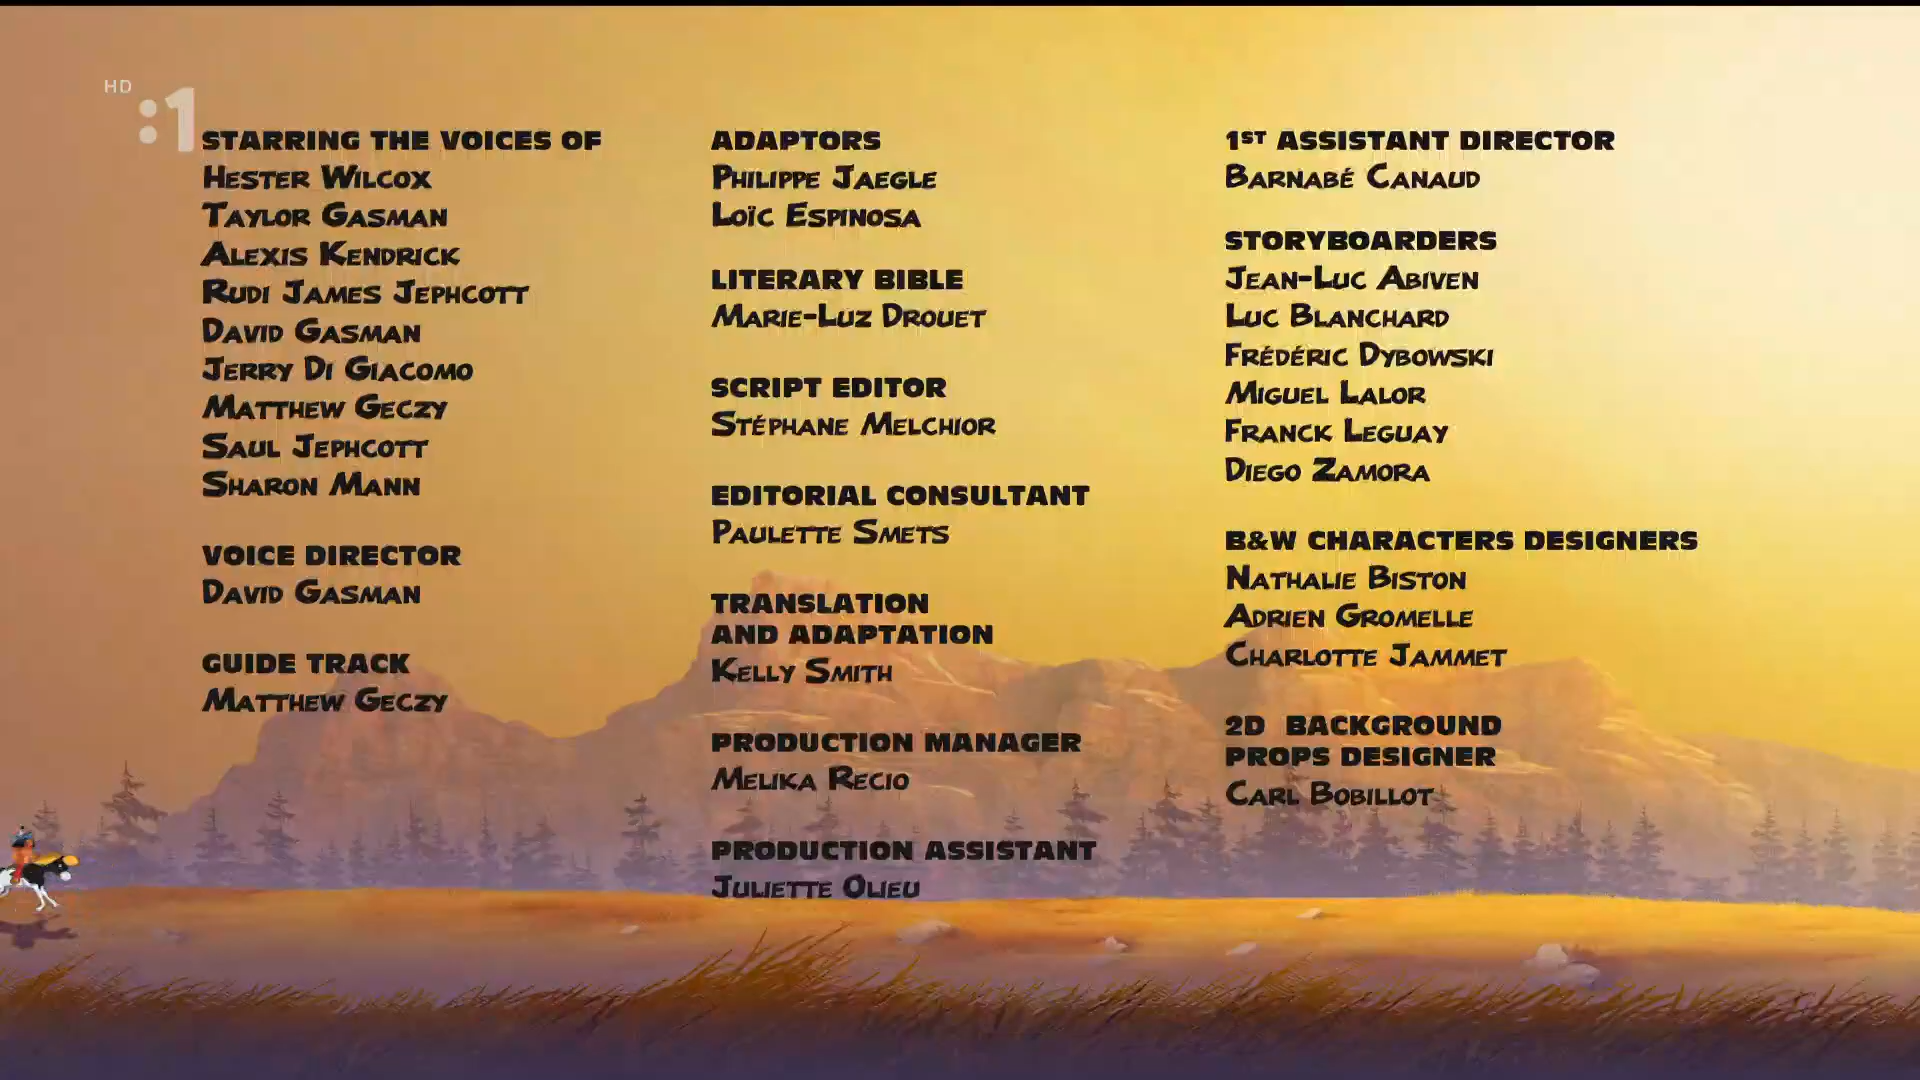 HD
:1
STARRING THE VOICES OF
HESTER WILCOX
TAYLOR GASMAN
ALEXIS KENDRICK
RUDI JAMES JEPHCOTT
DAVID GASMAN
JERRY DI GIACOMO
MATTHEW GECZY
SAUL JEPHCOTT
SHARON MANN
VOICE DIRECTOR
DAVID GASMAN
GUIDE TRACK
MATTHEW GECZY
ADAPTORS
PHILIPPE JAEGLE
LOÏC ESPINOSA
LITERARY BIBLE
MARIE-LUZ DROUET
SCRIPT EDITOR
STÉPHANE MELCHIOR
EDITORIAL CONSULTANT
PAULETTE SMETS
TRANSLATION
AND ADAPTATION
KELLY SMITH
PRODUCTION MANAGER
MELIKA RECIO
PRODUCTION ASSISTANT
JULIETTE OLIEU
1ST ASSISTANT DIRECTOR
BARNABÉ CANAUD
STORYBOARDERS
JEAN-LUC ABIVEN
LUC BLANCHARD
FRÉDÉRIC DYBOWSKI
MIGUEL LALOR
FRANCK LEGUAY
DIEGO ZAMORA
B&W CHARACTERS DESIGNERS
NATHALIE BISTON
ADRIEN GROMELLE
CHARLOTTE JAMMET
2D BACKGROUND
PROPS DESIGNER
CARL BOBILLOT